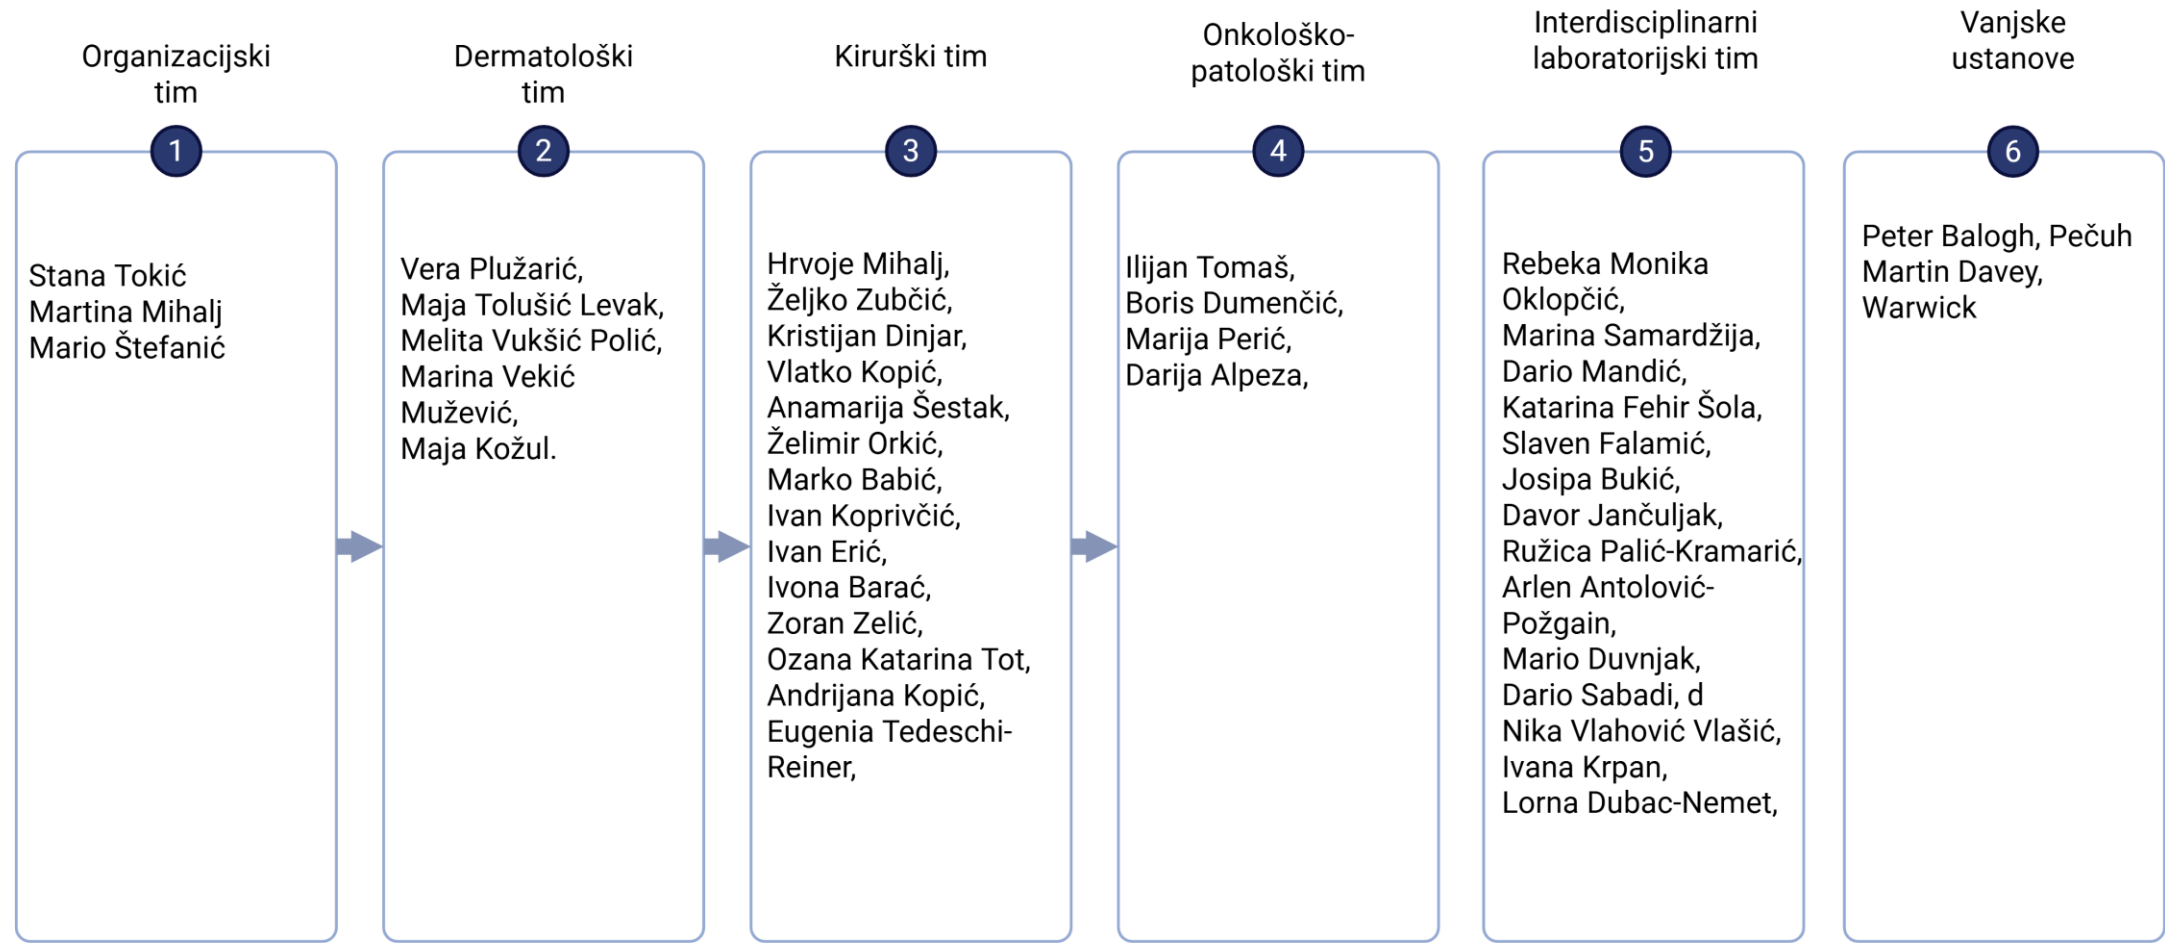 Organizacijski
tim
1
Stana Tokić
Martina Mihalj
Mario Štefanić
Dermatološki
tim
2
Vera Plužarić,
Maja Tolušić Levak,
Melita Vukšić Polić,
Marina Vekić
Mužević,
Maja Kožul.
Kirurški tim
3
Hrvoje Mihalj,
Željko Zubčić,
Kristijan Dinjar,
Vlatko Kopić,
Anamarija Šestak,
Želimir Orkić,
Marko Babić,
Ivan Koprivčić,
Ivan Erić,
Ivona Barać,
Zoran Zelić,
Ozana Katarina Tot,
Andrijana Kopić,
Eugenia Tedeschi-
Reiner,
Onkološko-
patološki tim
4
Ilijan Tomaš,
Boris Dumenčić,
Marija Perić,
Darija Alpeza,
Interdisciplinarni
laboratorijski tim
5
Rebeka Monika
Oklopčić,
Marina Samardžija,
Dario Mandić,
Katarina Fehir Šola,
Slaven Falamić,
Josipa Bukić,
Davor Jančuljak,
Ružica Palić-Kramarić,
Arlen Antolović-
Požgain,
Mario Duvnjak,
Dario Sabadi, d
Nika Vlahović Vlašić,
Ivana Krpan,
Lorna Dubac-Nemet,
Vanjske
ustanove
6
Peter Balogh, Pečuh
Martin Davey,
Warwick